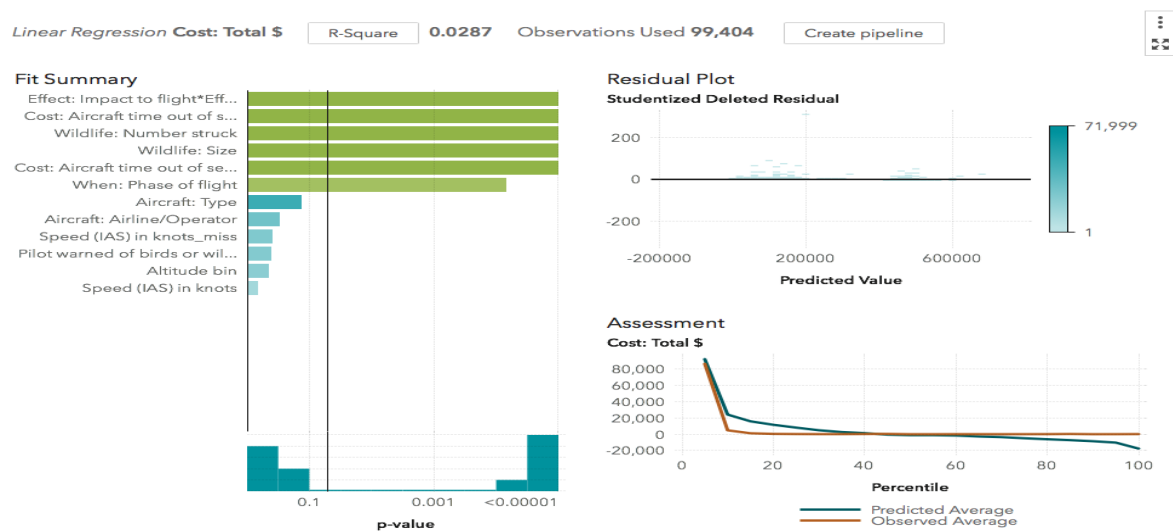 Linear Regression Cost: Total $ R-Square 0.0287 Observations Used 99,404 Create pipeline
Fit Summary
Effect: Impact to flight*Eff...
Cost: Aircraft time out of s...
Wildlife: Number struck
Wildlife: Size
Cost: Aircraft time out of se...
When: Phase of flight
Aircraft: Type
Aircraft: Airline/Operator
Speed (IAS) in knots_miss
Pilot warned of birds or wil...
Altitude bin
Speed (IAS) in knots
0.1 0.001 <0.00001
p-value
Residual Plot
Studentized Deleted Residual
200
0
-200
-200000 200000 600000
Predicted Value
71,999
1
Assessment
Cost: Total $
80,000
60,000
40,000
20,000
0
-20,000
0 20 40 60 80 100
Percentile
Predicted Average
Observed Average